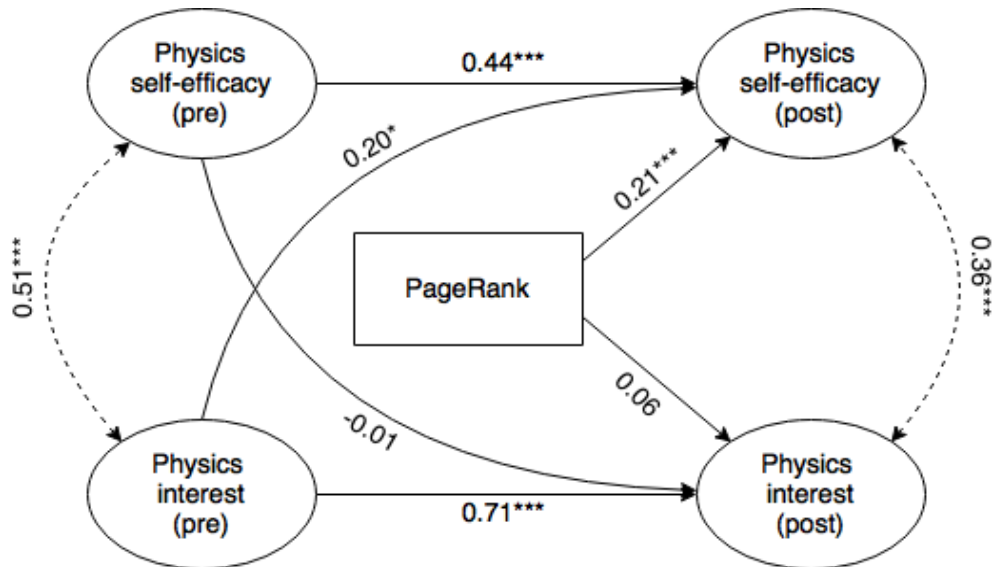 Physics
self-efficacy
(pre)
0.44***
Physics
self-efficacy
(post)
0.20*
0.21***
0.51***
PageRank
0.36***
-0.01
0.06
Physics
interest
(pre)
0.71***
Physics
interest
(post)